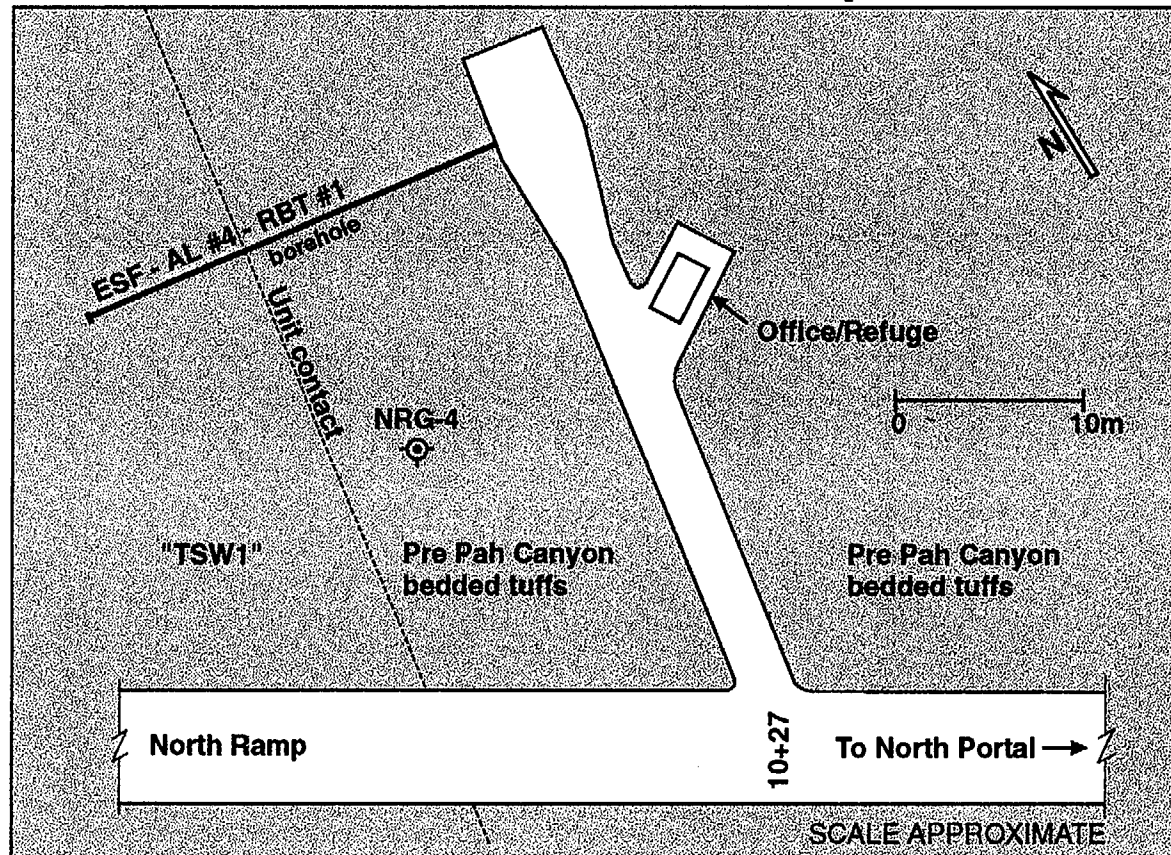 N
ESF - AL #4 - RBT #1
borehole
Unit contact
Office/Refuge
0 10m
NRG-4
"TSW1"
Pre Pah Canyon
bedded tuffs
Pre Pah Canyon
bedded tuffs
North Ramp
10+27
To North Portal
SCALE APPROXIMATE